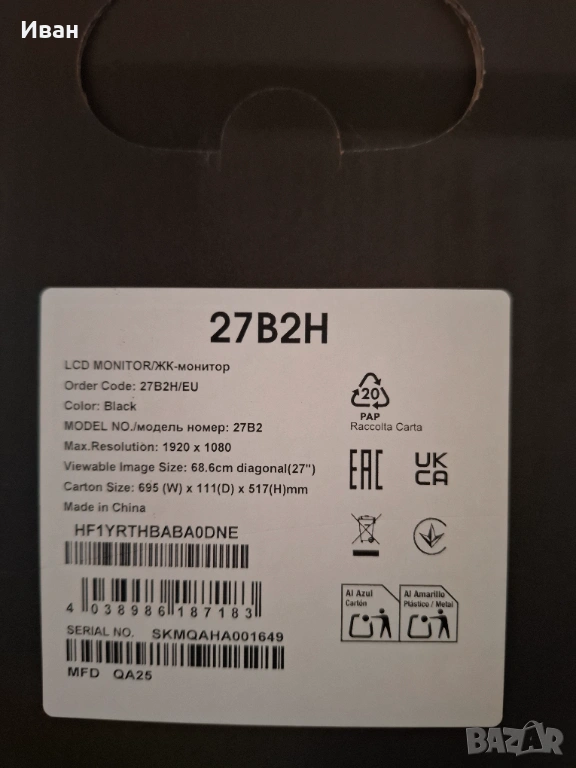 Иван
27B2H
LCD MONITOR/ЖК-монитор
Order Code: 27B2H/EU
Color: Black
MODEL NO./модель номер: 27B2
Max.Resolution: 1920 x 1080
Viewable Image Size: 68.6cm diagonal(27")
Carton Size: 695 (W) x 111(D) x 517(H)mm
Made in China
HF1YRTHBABA0DNE
4 038986 187183
SERIAL NO. SKMQAHA001649
MFD QA25
20
PAP
Raccolta Carta
EAC
UK
CA
Al Azul
Cartón
Al Amarillo
Plástico / Metal
BAZAR